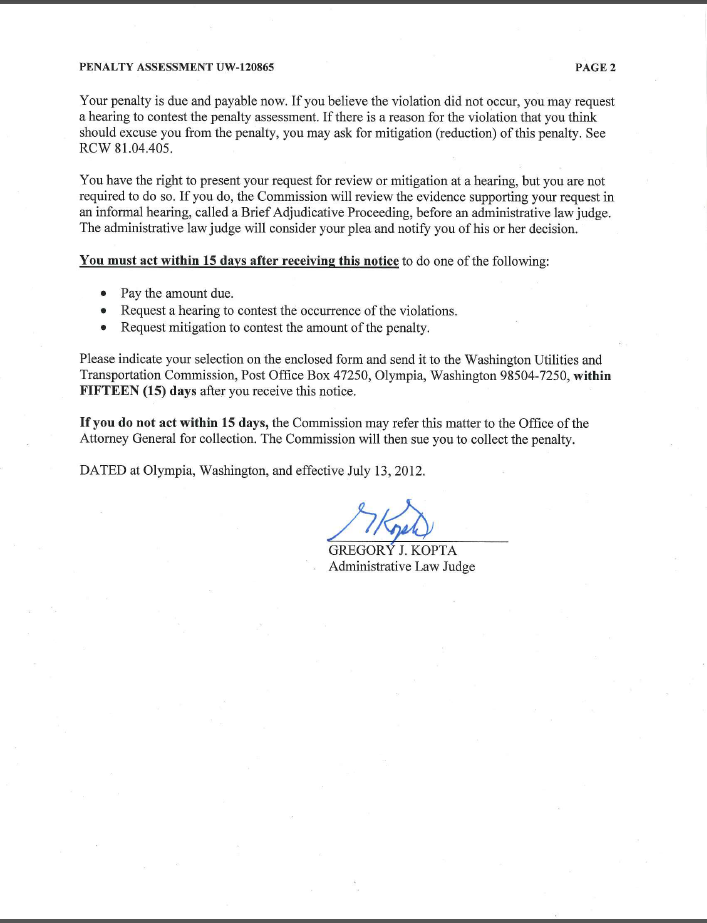 PENALTY ASSESSMENT UW-120865 PAGE 2
Your penalty is due and payable now. If you believe the violation did not occur, you may request
a hearing to contest the penalty assessment. If there is a reason for the violation that you think
should excuse you from the penalty, you may ask for mitigation (reduction) of this penalty. See
RCW 81.04.405.
You have the right to present your request for review or mitigation at a hearing, but you are not
required to do so. If you do, the Commission will review the evidence supporting your request in
an informal hearing, called a Brief Adjudicative Proceeding, before an administrative law judge.
The administrative law judge will consider your plea and notify you of his or her decision.
You must act within 15 days after receiving this notice to do one of the following:
• Pay the amount due.
• Request a hearing to contest the occurrence of the violations.
• Request mitigation to contest the amount of the penalty.
Please indicate your selection on the enclosed form and send it to the Washington Utilities and
Transportation Commission, Post Office Box 47250, Olympia, Washington 98504-7250, within
FIFTEEN (15) days after you receive this notice.
If you do not act within 15 days, the Commission may refer this matter to the Office of the
Attorney General for collection. The Commission will then sue you to collect the penalty.
DATED at Olympia, Washington, and effective July 13, 2012.
GREGORY J. KOPTA
Administrative Law Judge